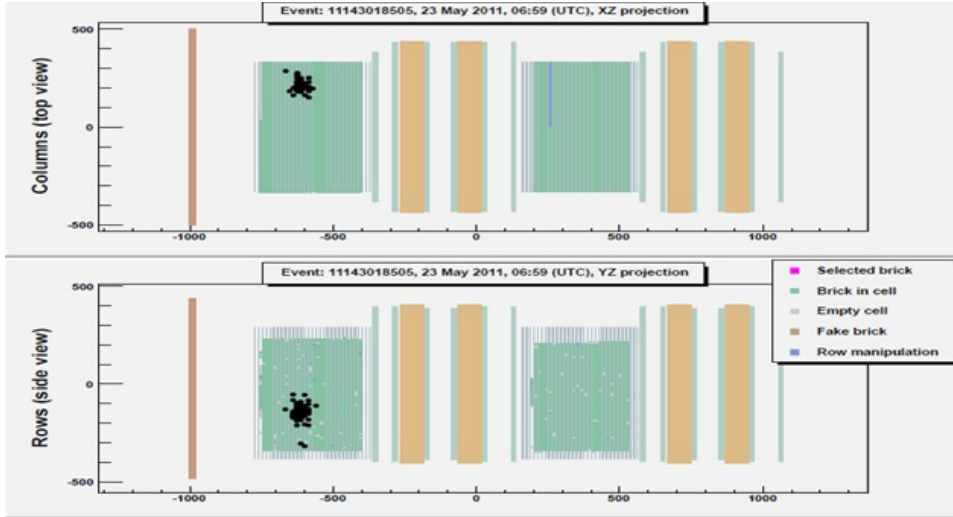 Event: 11143018505, 23 May 2011, 06:59 (UTC), XZ projection
Columns (top view)
500
0
-500
-1000
-500
0
500
1000
Event: 11143018505, 23 May 2011, 06:59 (UTC), YZ projection
Rows (side view)
500
0
-500
-1000
-500
0
500
1000
Selected brick
Brick in cell
Empty cell
Fake brick
Row manipulation